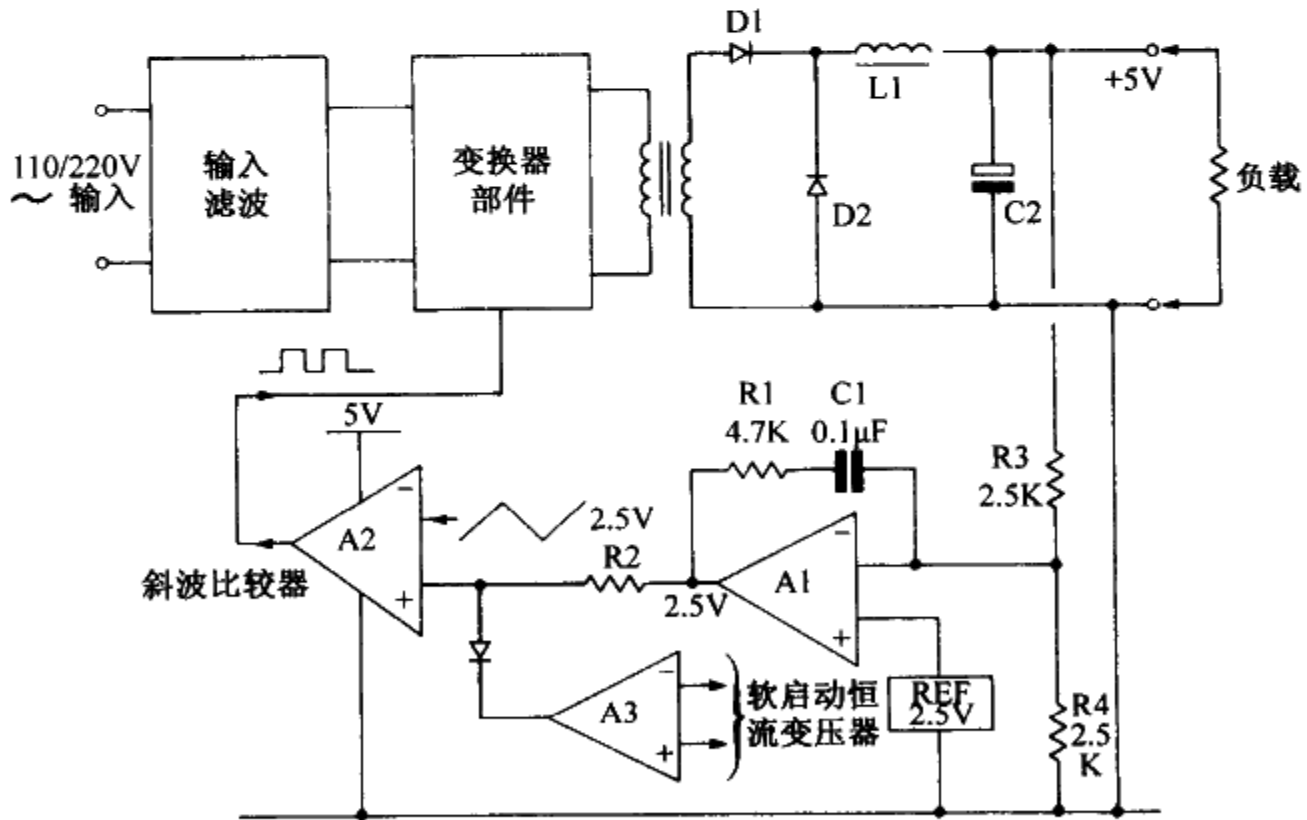 D1
L1
+5V
110/220V
～ 输入
输入
滤波
变换器
部件
D2
C2
负载
5V
R1
4.7K
C1
0.1μF
R3
2.5K
−
A2
+
斜波比较器
2.5V
R2
2.5V
−
A1
+
−
A3
+
软启动恒
流变压器
REF
2.5V
R4
2.5
K